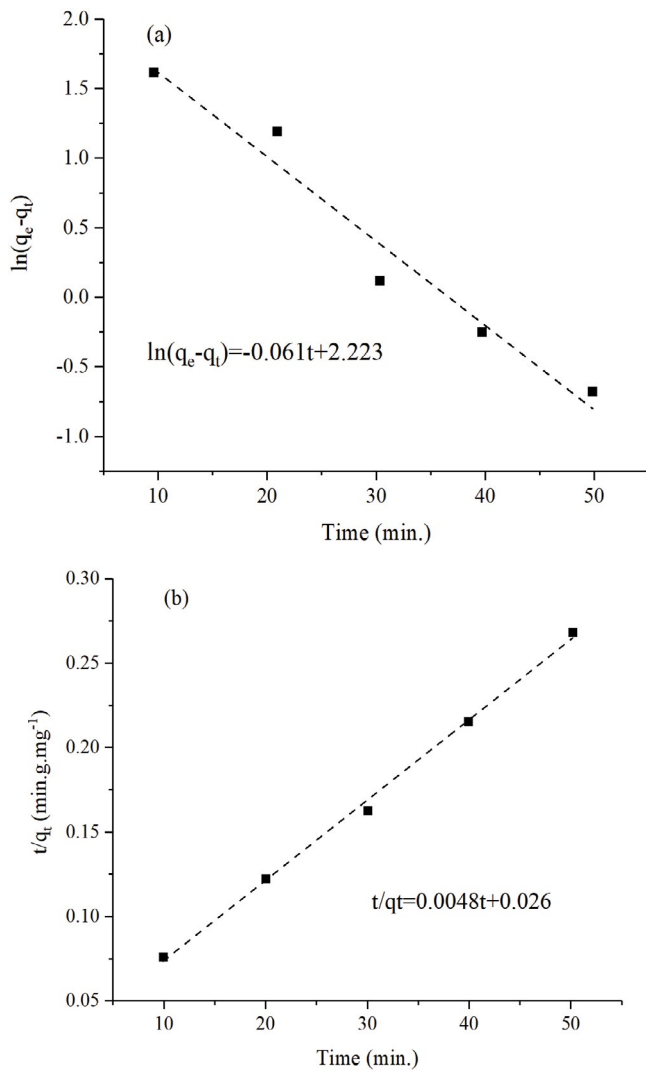 (a)
2.0
1.5
1.0
0.5
0.0
-0.5
-1.0
ln(qe-qt)
ln(qe-qt)=-0.061t+2.223
10 20 30 40 50
Time (min.)
(b)
0.30
0.25
0.20
0.15
0.10
0.05
t/qt (min.g.mg-1)
t/qt=0.0048t+0.026
10 20 30 40 50
Time (min.)